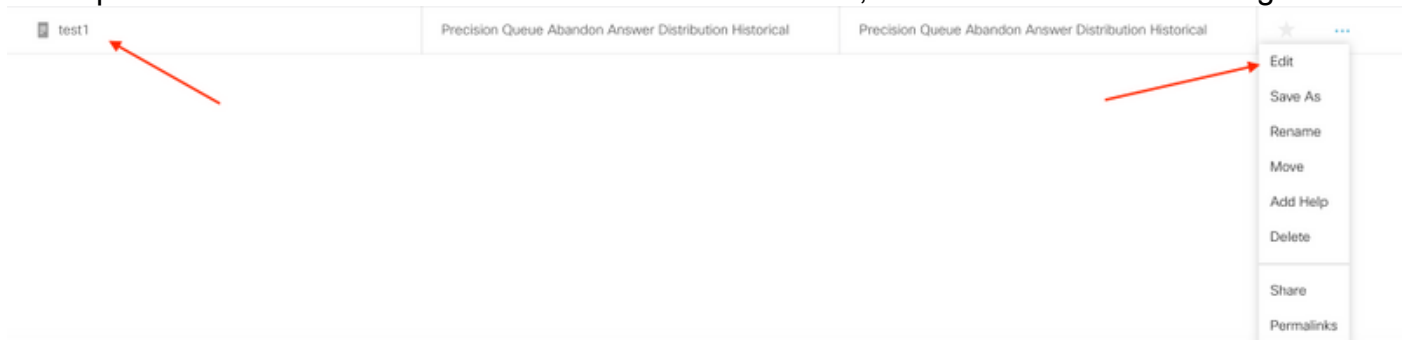 test1 Precision Queue Abandon Answer Distribution Historical Precision Queue Abandon Answer Distribution Historical
Edit
Save As
Rename
Move
Add Help
Delete
Share
Permalinks